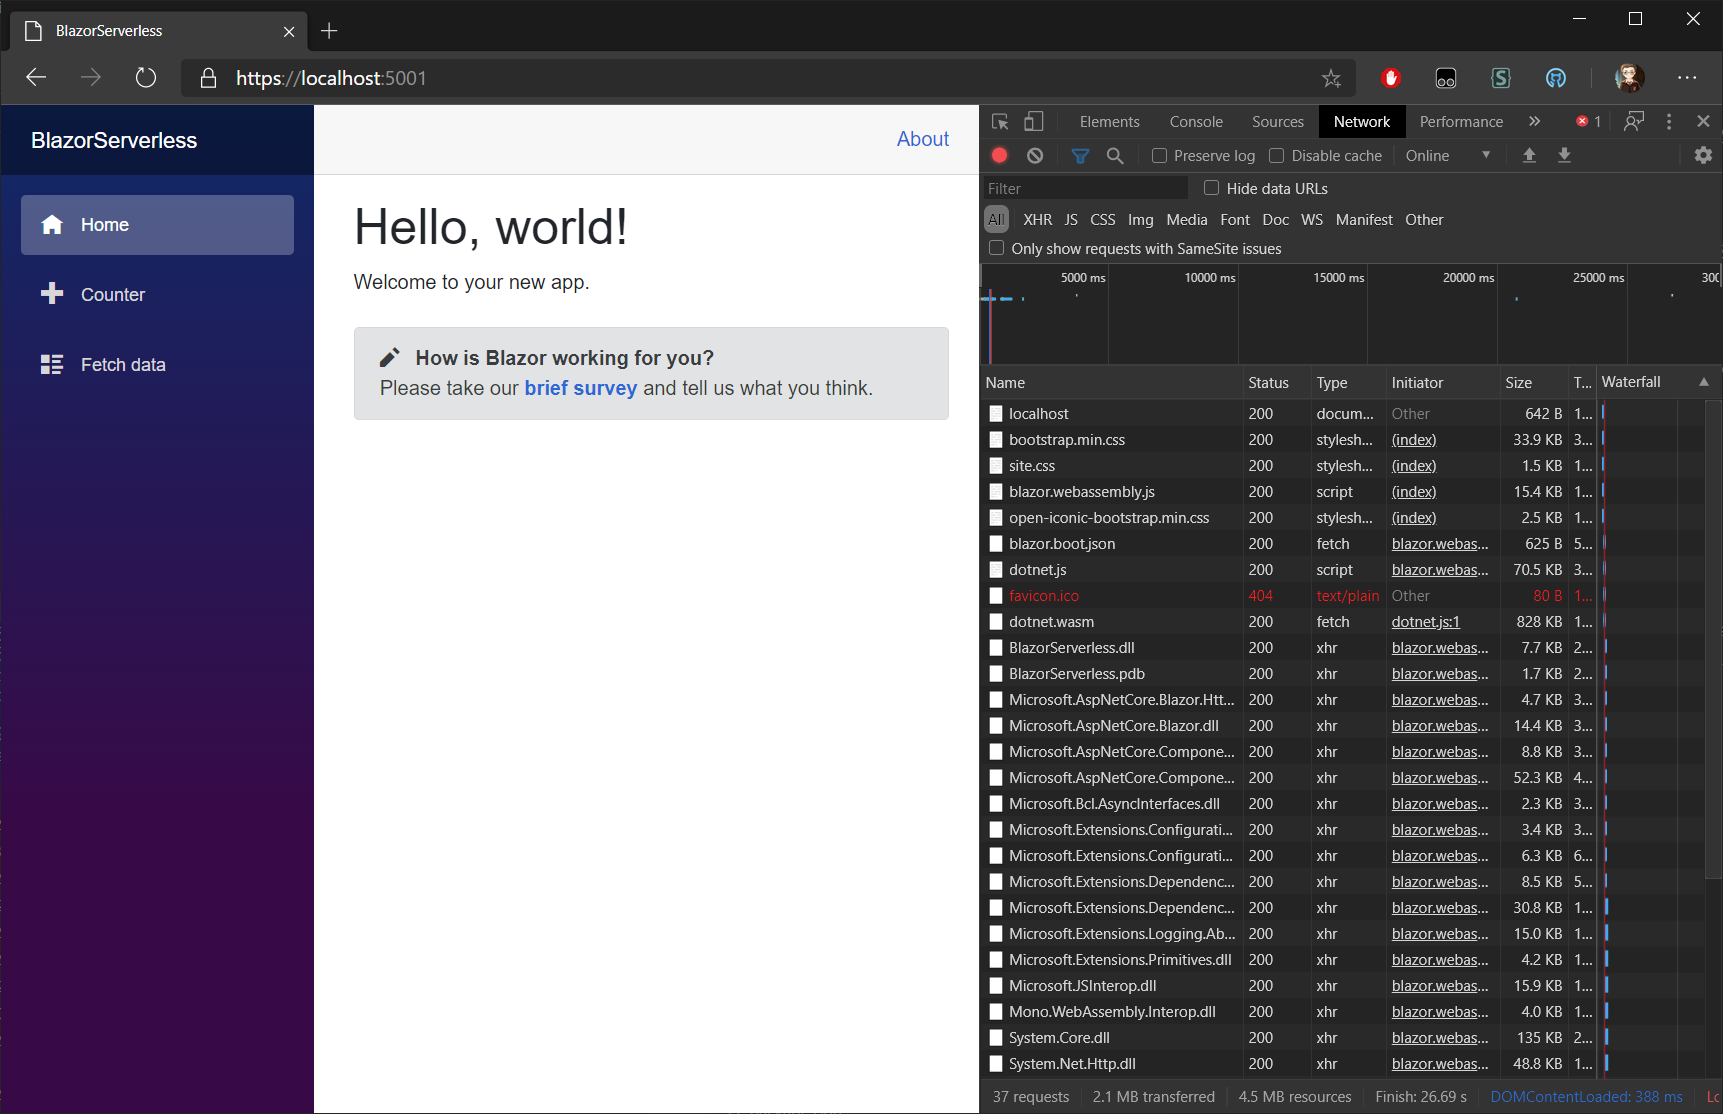 BlazorServerless
https://localhost:5001
BlazorServerless
Home
Counter
Fetch data
About
Hello, world!
Welcome to your new app.
How is Blazor working for you?
Please take our brief survey and tell us what you think.
Elements Console Sources Network Performance 1
Preserve log Disable cache Online
Filter Hide data URLs
All XHR JS CSS Img Media Font Doc WS Manifest Other
Only show requests with SameSite issues
5000 ms 10000 ms 15000 ms 20000 ms 25000 ms 300
Name Status Type Initiator Size T... Waterfall
localhost 200 docum... Other 642 B 1...
bootstrap.min.css 200 stylesh... (index) 33.9 KB 3...
site.css 200 stylesh... (index) 1.5 KB 1...
blazor.webassembly.js 200 script (index) 15.4 KB 1...
open-iconic-bootstrap.min.css 200 stylesh... (index) 2.5 KB 1...
blazor.boot.json 200 fetch blazor.webas... 625 B 5...
dotnet.js 200 script blazor.webas... 70.5 KB 3...
favicon.ico 404 text/plain Other 80 B 1...
dotnet.wasm 200 fetch dotnet.js:1 828 KB 1...
BlazorServerless.dll 200 xhr blazor.webas... 7.7 KB 2...
BlazorServerless.pdb 200 xhr blazor.webas... 1.7 KB 2...
Microsoft.AspNetCore.Blazor.Htt... 200 xhr blazor.webas... 4.7 KB 3...
Microsoft.AspNetCore.Blazor.dll 200 xhr blazor.webas... 14.4 KB 3...
Microsoft.AspNetCore.Compone... 200 xhr blazor.webas... 8.8 KB 3...
Microsoft.AspNetCore.Compone... 200 xhr blazor.webas... 52.3 KB 4...
Microsoft.Bcl.AsyncInterfaces.dll 200 xhr blazor.webas... 2.3 KB 3...
Microsoft.Extensions.Configurati... 200 xhr blazor.webas... 3.4 KB 3...
Microsoft.Extensions.Configurati... 200 xhr blazor.webas... 6.3 KB 6...
Microsoft.Extensions.Dependenc... 200 xhr blazor.webas... 8.5 KB 5...
Microsoft.Extensions.Dependenc... 200 xhr blazor.webas... 30.8 KB 1...
Microsoft.Extensions.Logging.Ab... 200 xhr blazor.webas... 15.0 KB 1...
Microsoft.Extensions.Primitives.dll 200 xhr blazor.webas... 4.2 KB 1...
Microsoft.JSInterop.dll 200 xhr blazor.webas... 15.9 KB 1...
Mono.WebAssembly.Interop.dll 200 xhr blazor.webas... 4.0 KB 1...
System.Core.dll 200 xhr blazor.webas... 135 KB 2...
System.Net.Http.dll 200 xhr blazor.webas... 48.8 KB 1...
37 requests 2.1 MB transferred 4.5 MB resources Finish: 26.69 s DOMContentLoaded: 388 ms Lo